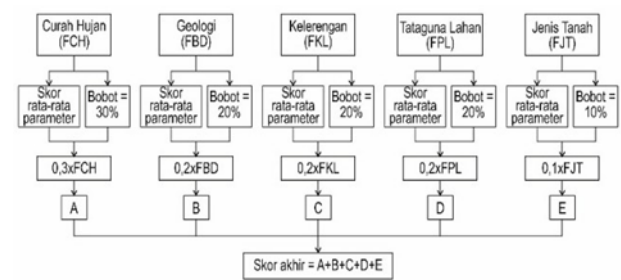 Curah Hujan
(FCH)
Geologi
(FBD)
Kelerengan
(FKL)
Tataguna Lahan
(FPL)
Jenis Tanah
(FJT)
Skor
rata-rata
parameter
Bobot =
30%
Skor
rata-rata
parameter
Bobot =
20%
Skor
rata-rata
parameter
Bobot =
20%
Skor
rata-rata
parameter
Bobot =
20%
Skor
rata-rata
parameter
Bobot =
10%
0,3xFCH
0,2xFBD
0,2xFKL
0,2xFPL
0,1xFJT
A
B
C
D
E
Skor akhir = A+B+C+D+E